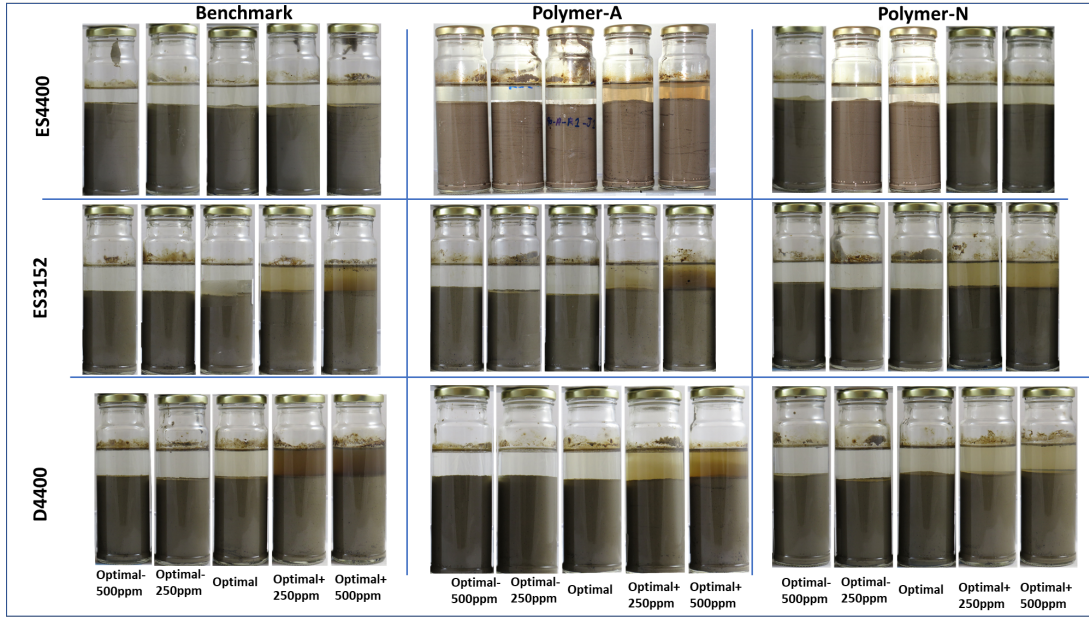 Benchmark
Polymer-A
Polymer-N
ES4400
ES3152
D4400
Optimal-
500ppm
Optimal-
250ppm
Optimal
Optimal+
250ppm
Optimal+
500ppm
Optimal-
500ppm
Optimal-
250ppm
Optimal
Optimal+
250ppm
Optimal+
500ppm
Optimal-
500ppm
Optimal-
250ppm
Optimal
Optimal+
250ppm
Optimal+
500ppm